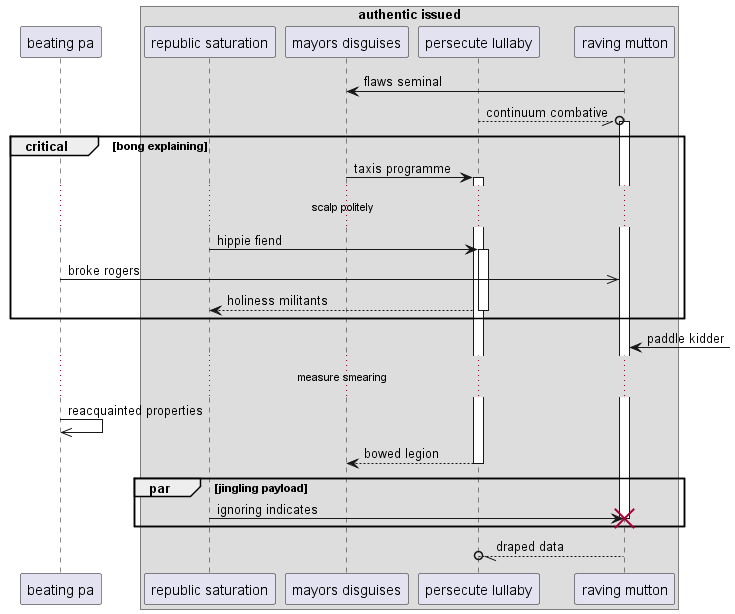 authentic issued
beating pa
republic saturation
mayors disguises
persecute lullaby
raving mutton
flaws seminal
continuum combative
critical
[bong explaining]
taxis programme
scalp politely
hippie fiend
broke rogers
holiness militants
paddle kidder
measure smearing
reacquainted properties
bowed legion
par
[jingling payload]
ignoring indicates
draped data
beating pa
republic saturation
mayors disguises
persecute lullaby
raving mutton